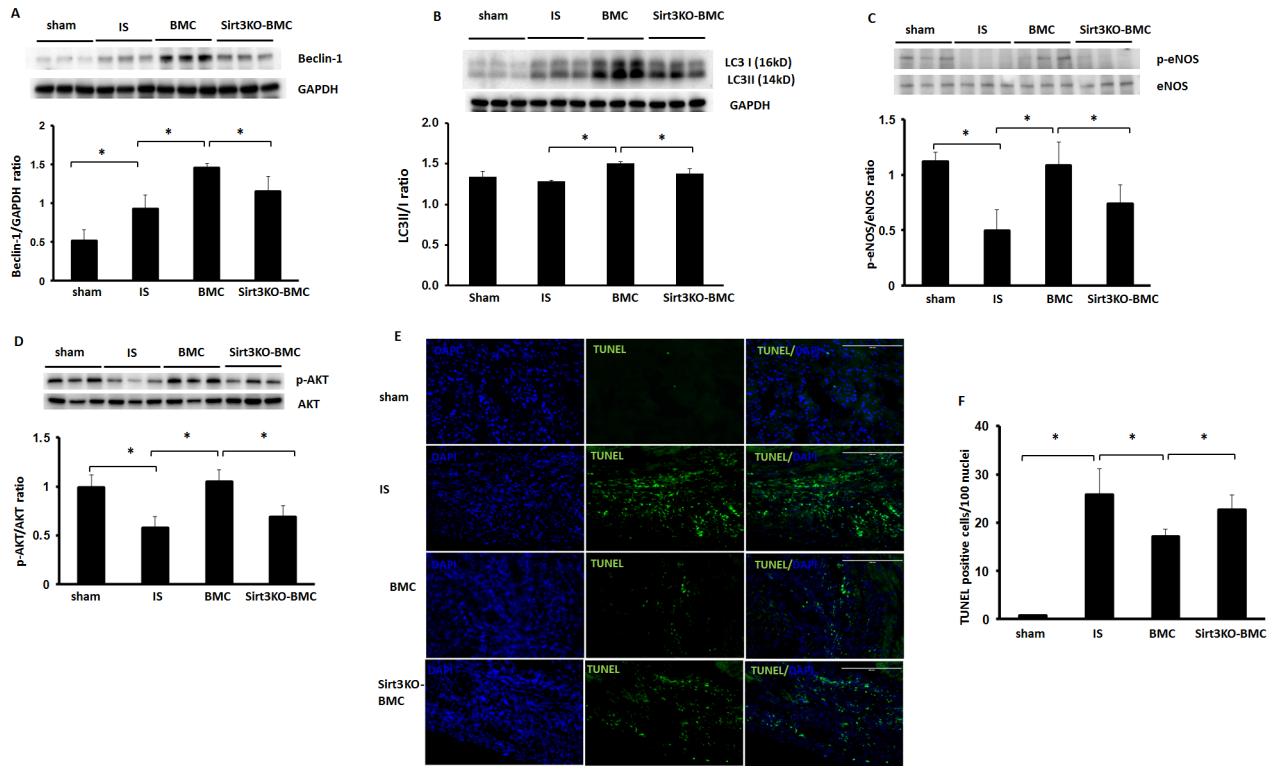 A
sham IS BMC Sirt3KO-BMC
Beclin-1
GAPDH
Beclin-1/GAPDH ratio
2
1.5
1
0.5
0
* * *
sham IS BMC Sirt3KO-BMC
B
sham IS BMC Sirt3KO-BMC
LC3 I (16kD)
LC3II (14kD)
GAPDH
LC3II/I ratio
2.0
1.5
1.0
0.5
0.0
* *
Sham IS BMC Sirt3KO-BMC
C
sham IS BMC Sirt3KO-BMC
p-eNOS
eNOS
p-eNOS/eNOS ratio
1.5
1
0.5
0
* * *
sham IS BMC Sirt3KO-BMC
D
sham IS BMC Sirt3KO-BMC
p-AKT
AKT
p-AKT/AKT ratio
1.5
1
0.5
0
* * *
sham IS BMC Sirt3KO-BMC
E
DAPI TUNEL TUNEL/DAPI
sham
DAPI TUNEL TUNEL/DAPI
IS
DAPI TUNEL TUNEL/DAPI
BMC
DAPI TUNEL TUNEL/DAPI
Sirt3KO-
BMC
F
TUNEL positive cells/100 nuclei
40
30
20
10
0
* * *
sham IS BMC Sirt3KO-BMC